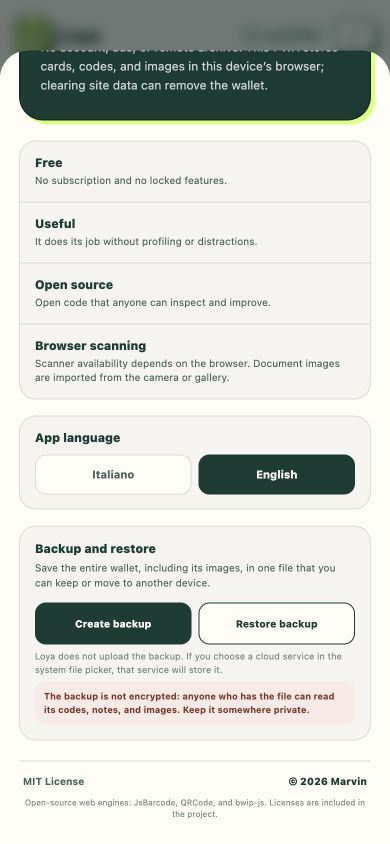 No account, ads, or remote archive. This PWA stores
cards, codes, and images in this device's browser;
clearing site data can remove the wallet.
Free
No subscription and no locked features.
Useful
It does its job without profiling or distractions.
Open source
Open code that anyone can inspect and improve.
Browser scanning
Scanner availability depends on the browser. Document images
are imported from the camera or gallery.
App language
Italiano
English
Backup and restore
Save the entire wallet, including its images, in one file that you
can keep or move to another device.
Create backup
Restore backup
Loya does not upload the backup. If you choose a cloud service in the
system file picker, that service will store it.
The backup is not encrypted: anyone who has the file can read
its codes, notes, and images. Keep it somewhere private.
MIT License
© 2026 Marvin
Open-source web engines: JsBarcode, QRCode, and bwip-js. Licenses are included in
the project.